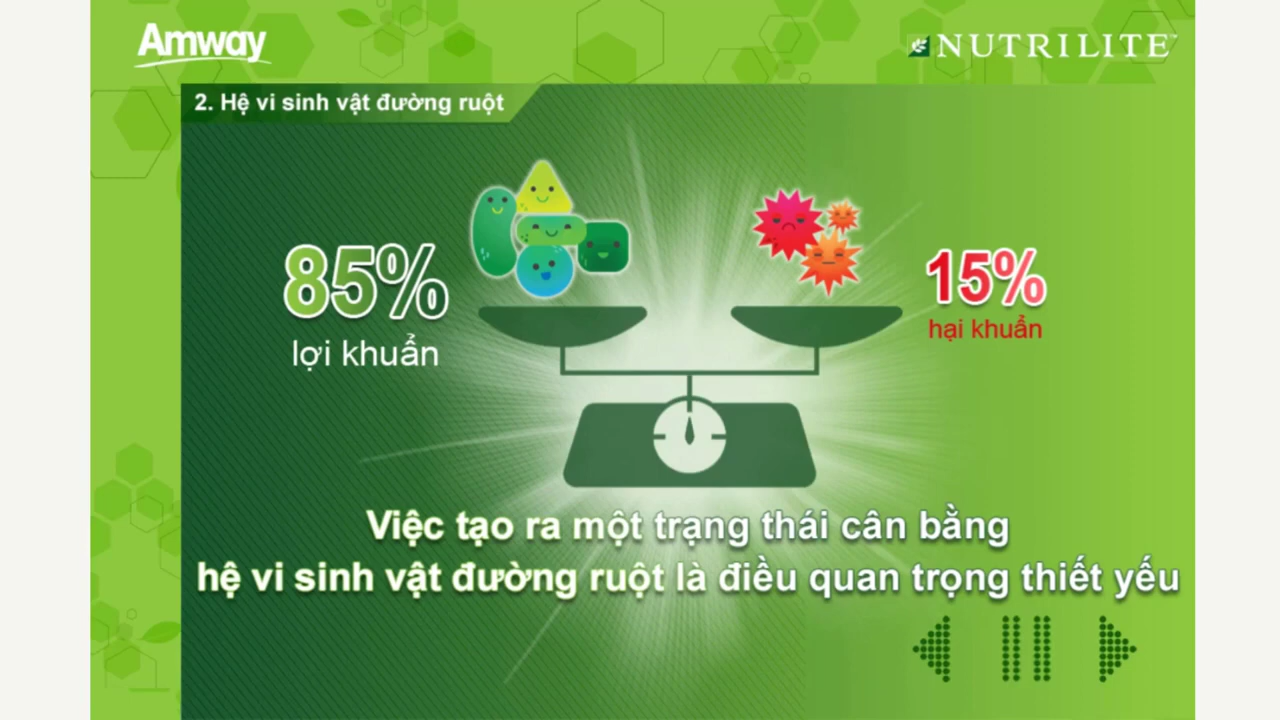 Amway
NUTRILITE™
2. Hệ vi sinh vật đường ruột
85%
lợi khuẩn
15%
hại khuẩn
Việc tạo ra một trạng thái cân bằng
hệ vi sinh vật đường ruột là điều quan trọng thiết yếu